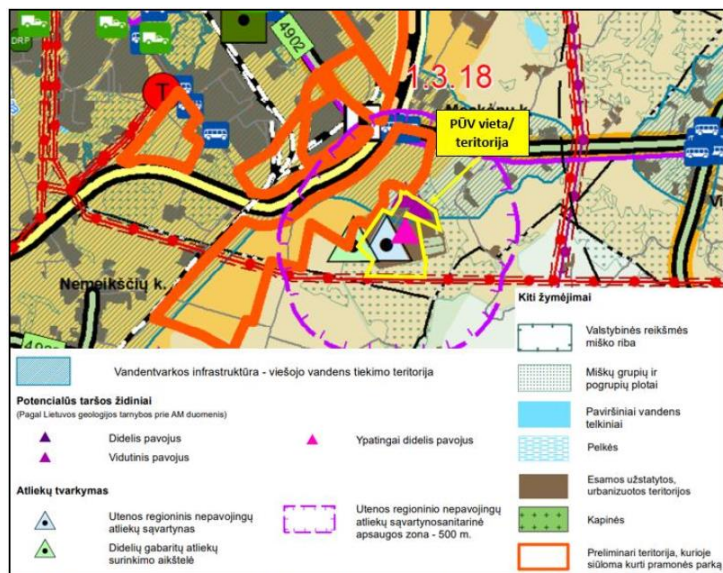 DRP
4902
1.3.18
T
PŪV vieta/
teritorija
Nemeikščių k.
Kiti žymėjimai
Valstybinės reikšmės
miško riba
Miškų grupių ir
pogrupių plotai
Paviršiniai vandens
telkiniai
Pelkės
Esamos užstatytos,
urbanizuotos teritorijos
Kapinės
Preliminari teritorija, kurioje
siūloma kurti pramonės parką
Vandentvarkos infrastruktūra - viešojo vandens tiekimo teritorija
Potencialūs taršos židiniai
(Pagal Lietuvos geologijos tarnybos prie AM duomenis)
Didelis pavojus
Ypatingai didelis pavojus
Vidutinis pavojus
Atliekų tvarkymas
Utenos regioninis nepavojingų
atliekų sąvartynas
Utenos regioninio nepavojingų
atliekų sąvartynosanitarinė
apsaugos zona - 500 m.
Didelių gabaritų atliekų
surinkimo aikštelė